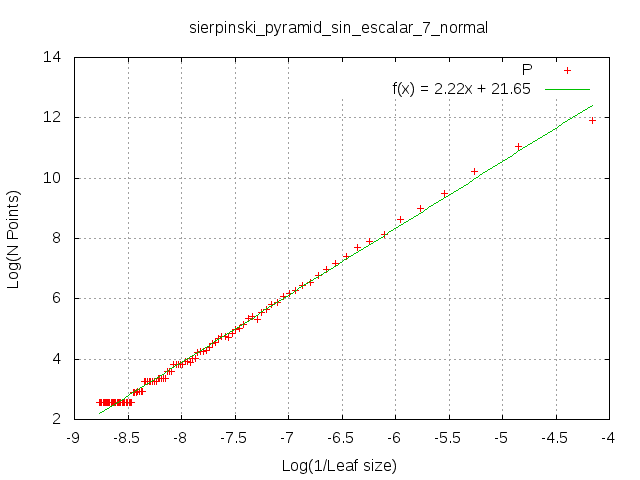 sierpinski_pyramid_sin_escalar_7_normal
P
f(x) = 2.22x + 21.65
14
12
10
8
6
4
2
Log(N Points)
-9 -8.5 -8 -7.5 -7 -6.5 -6 -5.5 -5 -4.5 -4
Log(1/Leaf size)